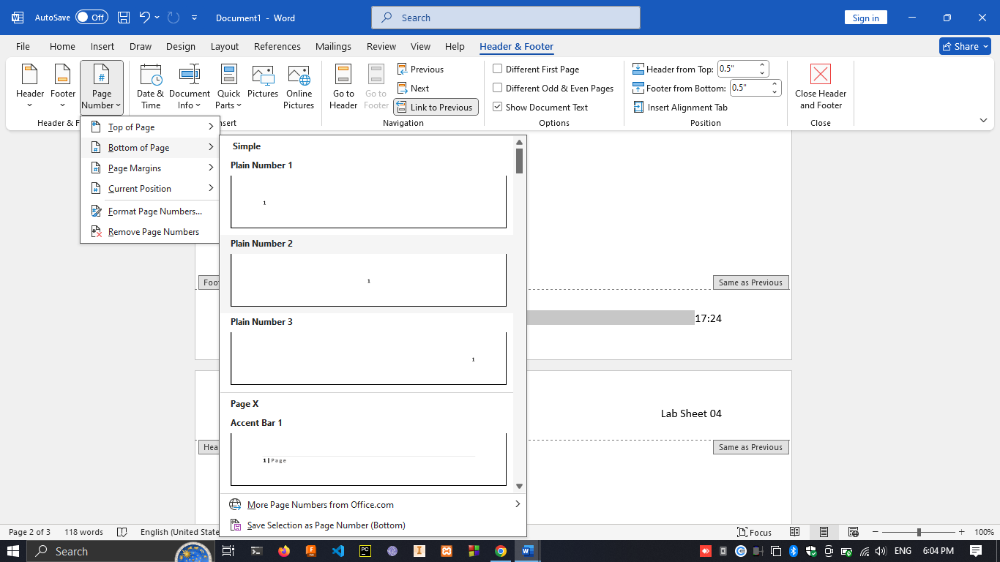 AutoSave Off Document1 - Word Search Sign in
File Home Insert Draw Design Layout References Mailings Review View Help Header & Footer Share
Header Footer Page Number
Date & Time Document Info Quick Parts Pictures Online Pictures
Go to Header Go to Footer
Previous
Next
Link to Previous
Different First Page
Different Odd & Even Pages
Show Document Text
Header from Top: 0.5"
Footer from Bottom: 0.5"
Insert Alignment Tab
Close Header and Footer
Header & F
nsert
Navigation
Options
Position
Close
Top of Page
Bottom of Page
Page Margins
Current Position
Format Page Numbers...
Remove Page Numbers
Simple
Plain Number 1
1
Plain Number 2
1
Plain Number 3
1
Page X
Accent Bar 1
1 | Page
More Page Numbers from Office.com
Save Selection as Page Number (Bottom)
Foot
Same as Previous
17:24
Lab Sheet 04
Hea
Same as Previous
Page 2 of 3 118 words English (United State Focus 100%
Search ENG 6:04 PM